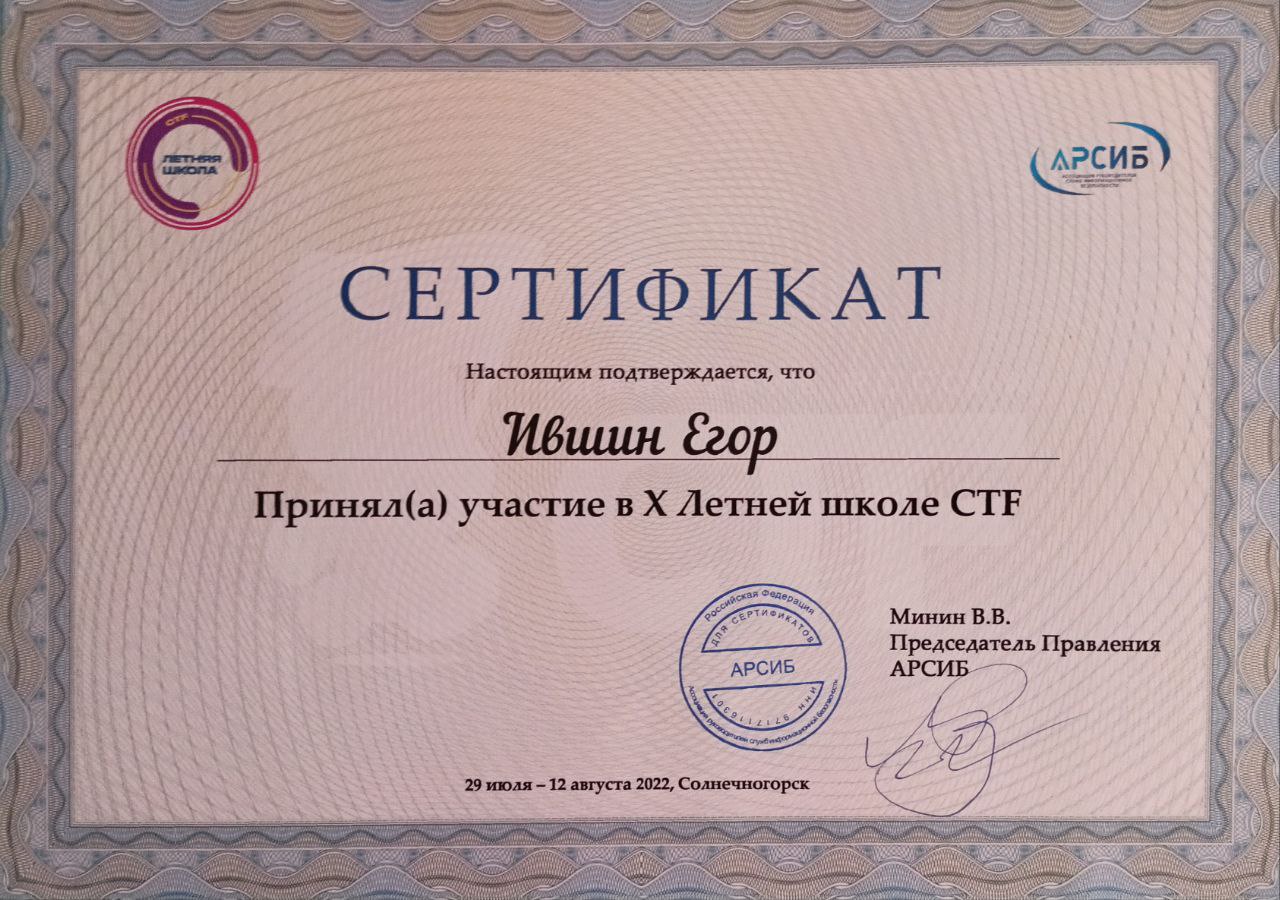 CTF
ЛЕТНЯЯ
ШКОЛА
АРСИБ
АССОЦИАЦИЯ РУКОВОДИТЕЛЕЙ
СЛУЖБ ИНФОРМАЦИОННОЙ
БЕЗОПАСНОСТИ
СЕРТИФИКАТ
Настоящим подтверждается, что
Ившин Егор
Принял(а) участие в X Летней школе CTF
Российская Федерация
ДЛЯ СЕРТИФИКАТОВ
АРСИБ
ИНН 9717116301
Ассоциация руководителей служб информационной безопасности
Минин В.В.
Председатель Правления
АРСИБ
29 июля – 12 августа 2022, Солнечногорск